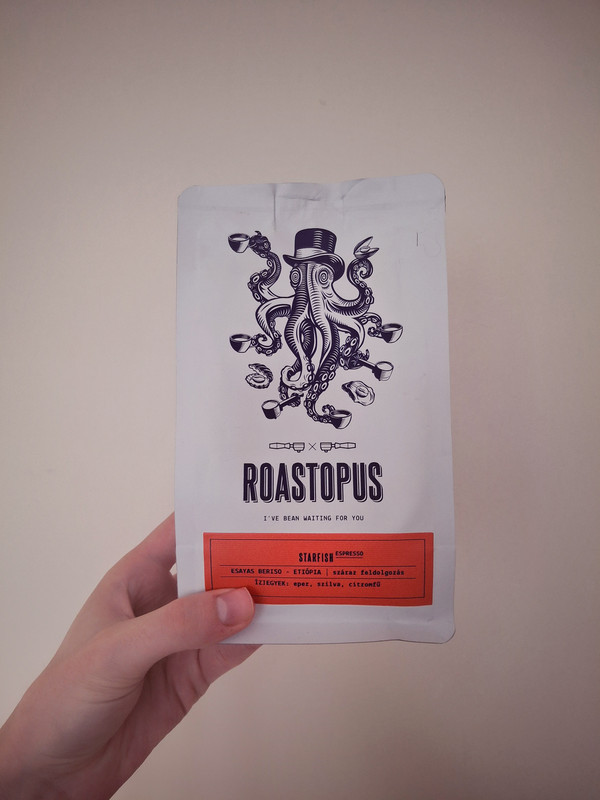 ROASTOPUS
I'VE BEAN WAITING FOR YOU
STARFISH ESPRESSO
ESAYAS BERISO - ETIÓPIA | száraz feldolgozás
ÍZJEGYEK: eper, szilva, citromfű